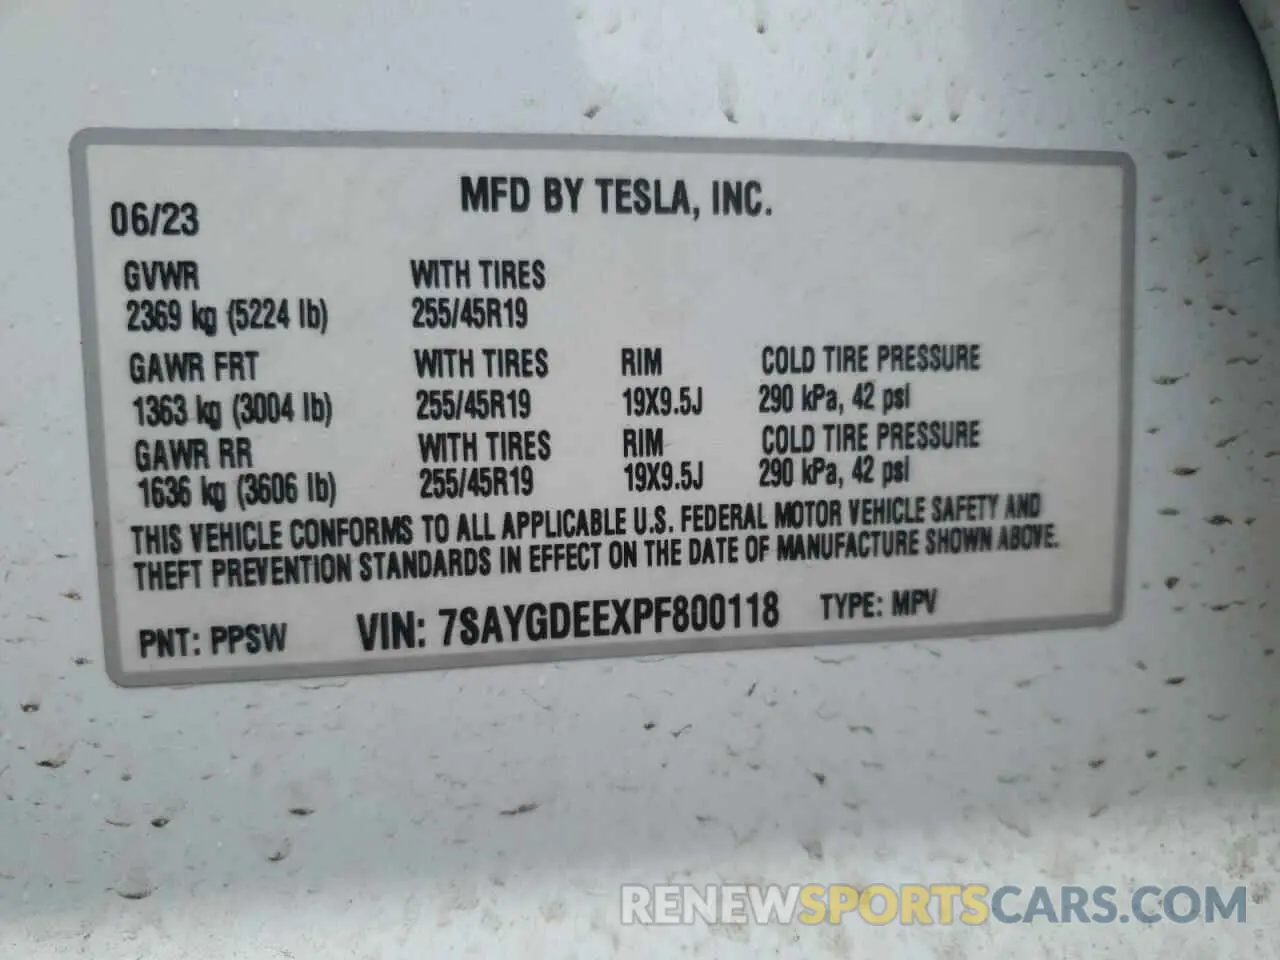 MFD BY TESLA, INC.
06/23
GVWR WITH TIRES
2369 kg (5224 lb) 255/45R19
GAWR FRT WITH TIRES RIM COLD TIRE PRESSURE
1363 kg (3004 lb) 255/45R19 19X9.5J 290 kPa, 42 psi
GAWR RR WITH TIRES RIM COLD TIRE PRESSURE
1636 kg (3606 lb) 255/45R19 19X9.5J 290 kPa, 42 psi
THIS VEHICLE CONFORMS TO ALL APPLICABLE U.S. FEDERAL MOTOR VEHICLE SAFETY AND
THEFT PREVENTION STANDARDS IN EFFECT ON THE DATE OF MANUFACTURE SHOWN ABOVE.
PNT: PPSW VIN: 7SAYGDEEXPF800118 TYPE: MPV
RENEWSPORTSCARS.COM